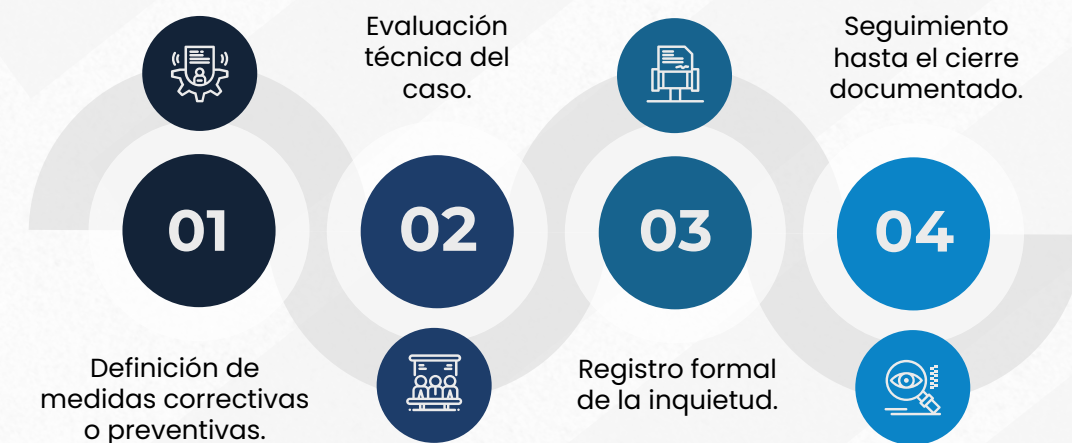 01
Definición de
medidas correctivas
o preventivas.
02
Evaluación
técnica del
caso.
03
Registro formal
de la inquietud.
04
Seguimiento
hasta el cierre
documentado.